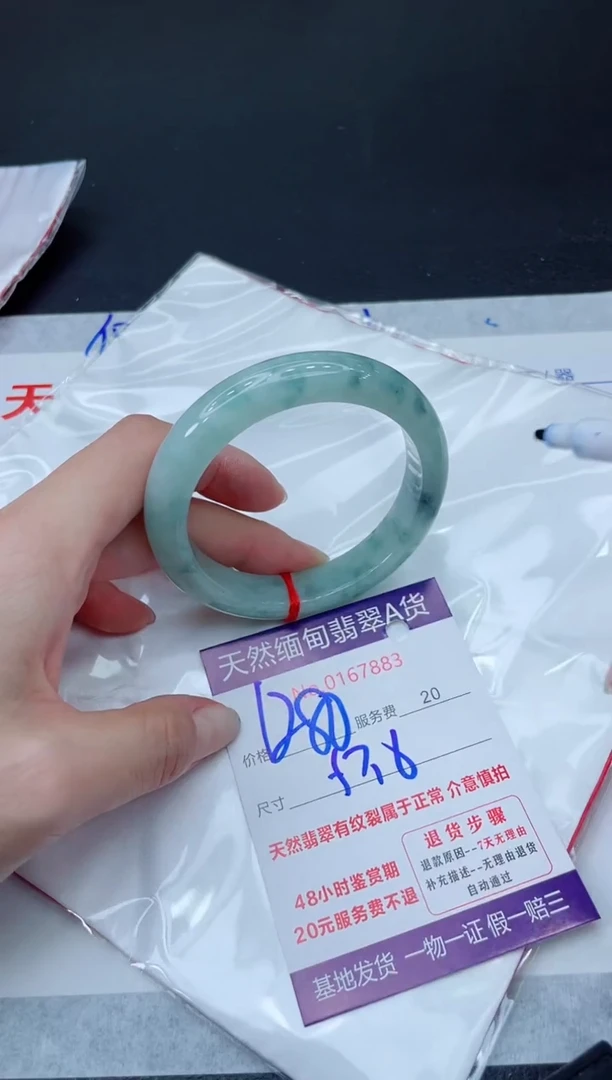 天
器
天然缅甸翡翠A货
No.0167883
价格 1280 服务费 20
尺寸 57.8
天然翡翠有纹裂属于正常 介意慎拍
48小时鉴赏期
20元服务费不退
退货步骤
退款原因--7天无理由
补充描述--无理由退货
自动通过
基地发货 一物一证 假一赔三